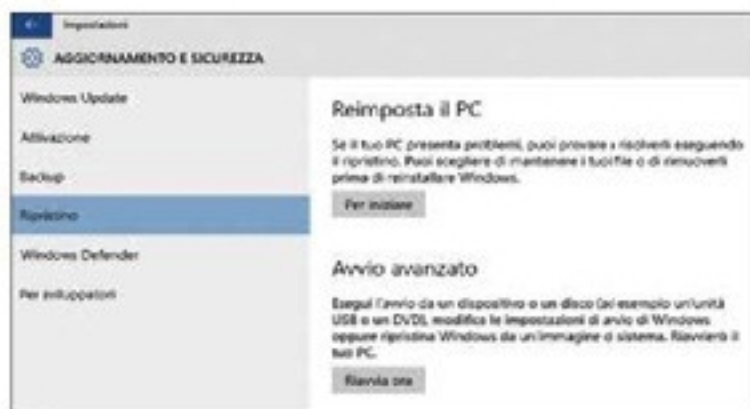 Impostazioni
AGGIORNAMENTO E SICUREZZA
Windows Update
Attivazione
Backup
Ripristino
Windows Defender
Per sviluppatori
Reimposta il PC
Se il tuo PC presenta problemi, puoi provare a risolverli eseguendo
il ripristino. Puoi scegliere di mantenere i tuoi file o di rimuoverli
prima di reinstallare Windows.
Per iniziare
Avvio avanzato
Esegui l'avvio da un dispositivo o un disco (ad esempio un'unità
USB o un DVD), modifica le impostazioni di avvio di Windows
oppure ripristina Windows da un'immagine di sistema. Riavvierà il
tuo PC.
Riavvia ora